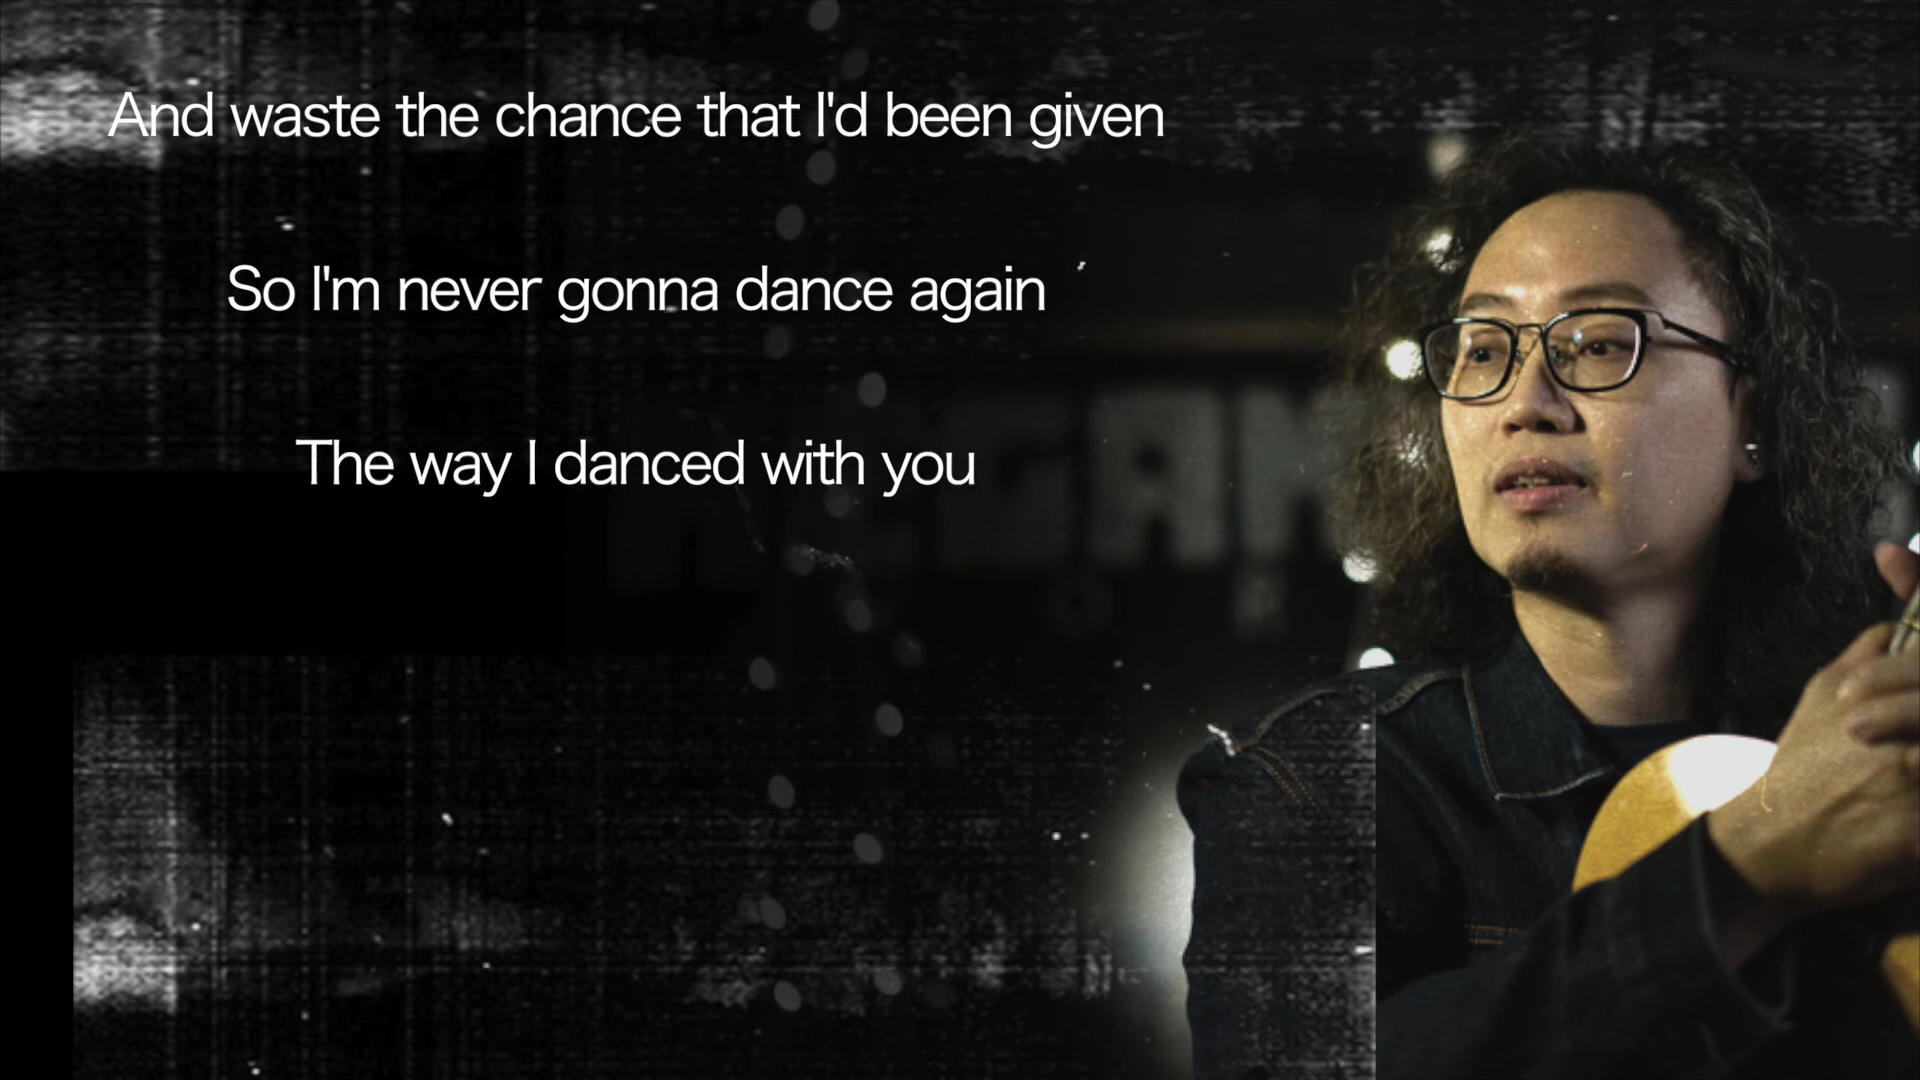 And waste the chance that I'd been given
So I'm never gonna dance again
The way I danced with you